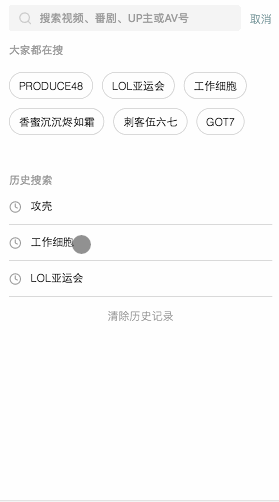 搜索视频、番剧、UP主或AV号 取消
大家都在搜
PRODUCE48 LOL亚运会 工作细胞
香蜜沉沉烬如霜 刺客伍六七 GOT7
历史搜索
攻壳
工作细胞
LOL亚运会
清除历史记录